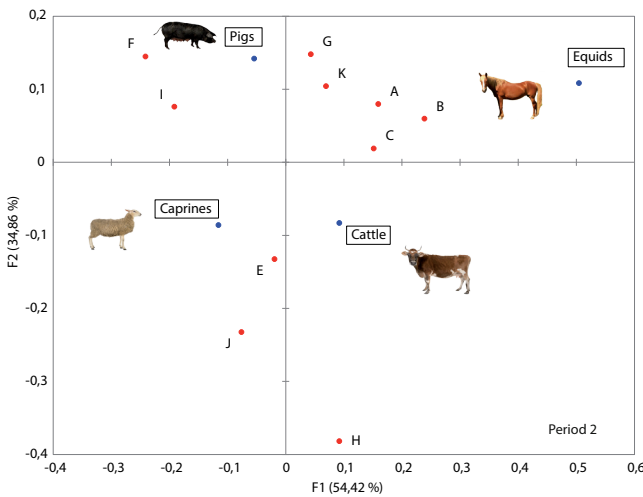 0,2
F
Pigs
G
Equids
K
0,1
A
B
I
C
0
Caprines
-0,1
Cattle
F2 (34,86 %)
E
-0,2
J
-0,3
H
Period 2
-0,4
-0,4 -0,3 -0,2 -0,1 0 0,1 0,2 0,3 0,4 0,5 0,6
F1 (54,42 %)